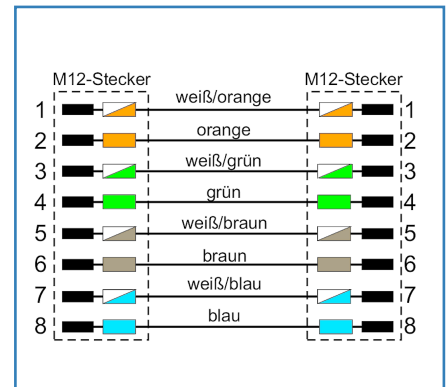 M12-Stecker M12-Stecker
1 weiß/orange 1
2 orange 2
3 weiß/grün 3
4 grün 4
5 weiß/braun 5
6 braun 6
7 weiß/blau 7
8 blau 8